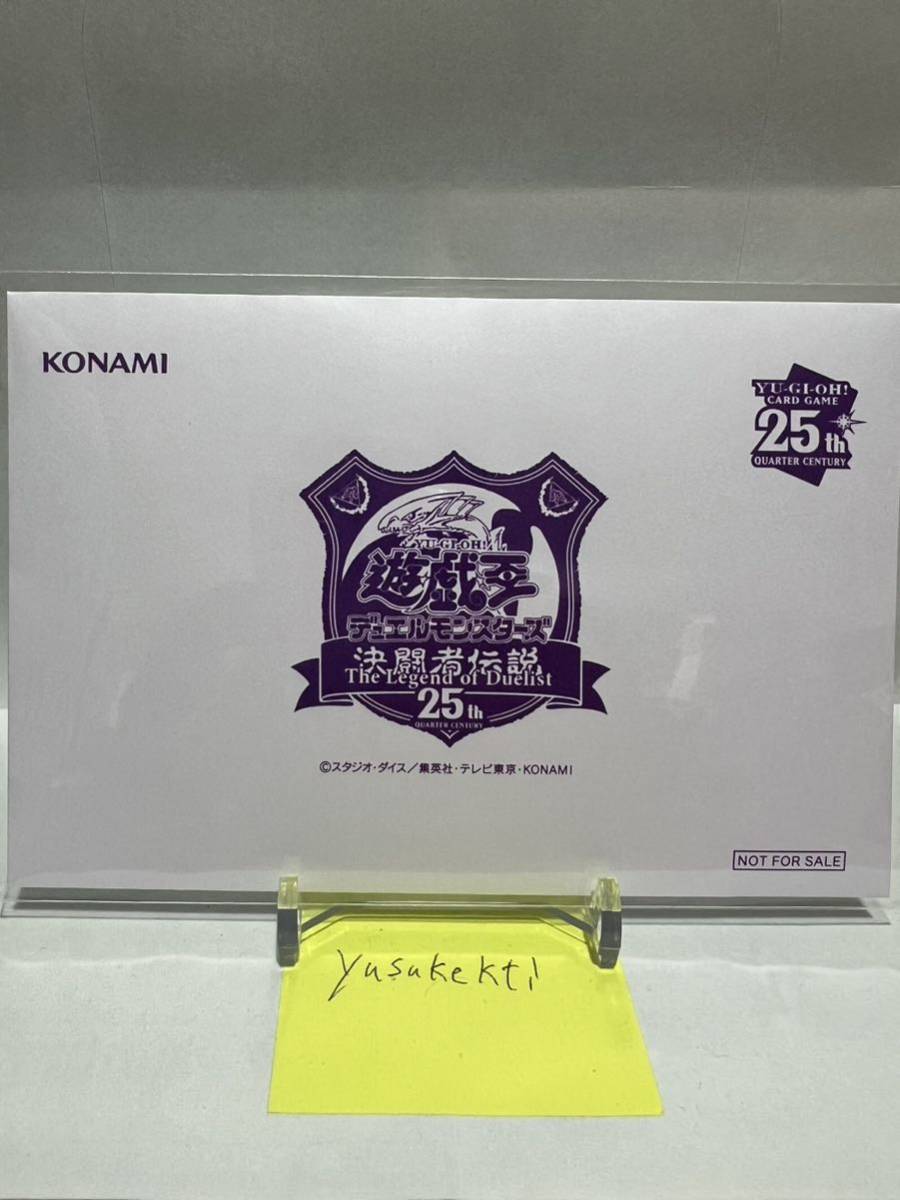 KONAMI
YU-GI-OH!
CARD GAME
25th
QUARTER CENTURY
YU-GI-OH!
遊戯王
デュエルモンスターズ
決闘者伝説
The Legend of Duelist
25th
QUARTER CENTURY
©スタジオ・ダイス/集英社・テレビ東京・KONAMI
NOT FOR SALE
yusukekti